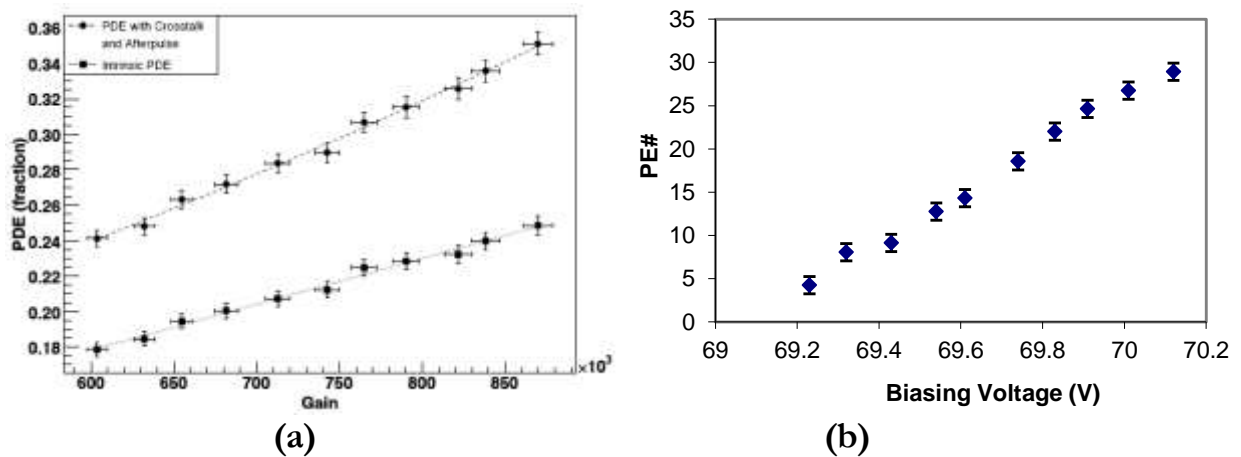 PDE with Crosstalk
and Afterpulse
Intrinsic PDE
PDE (fraction)
0.36
0.34
0.32
0.30
0.28
0.26
0.24
0.22
0.20
0.18
600 650 700 750 800 850
×10³
Gain
(a)
PE#
35
30
25
20
15
10
5
0
69 69.2 69.4 69.6 69.8 70 70.2
Biasing Voltage (V)
(b)